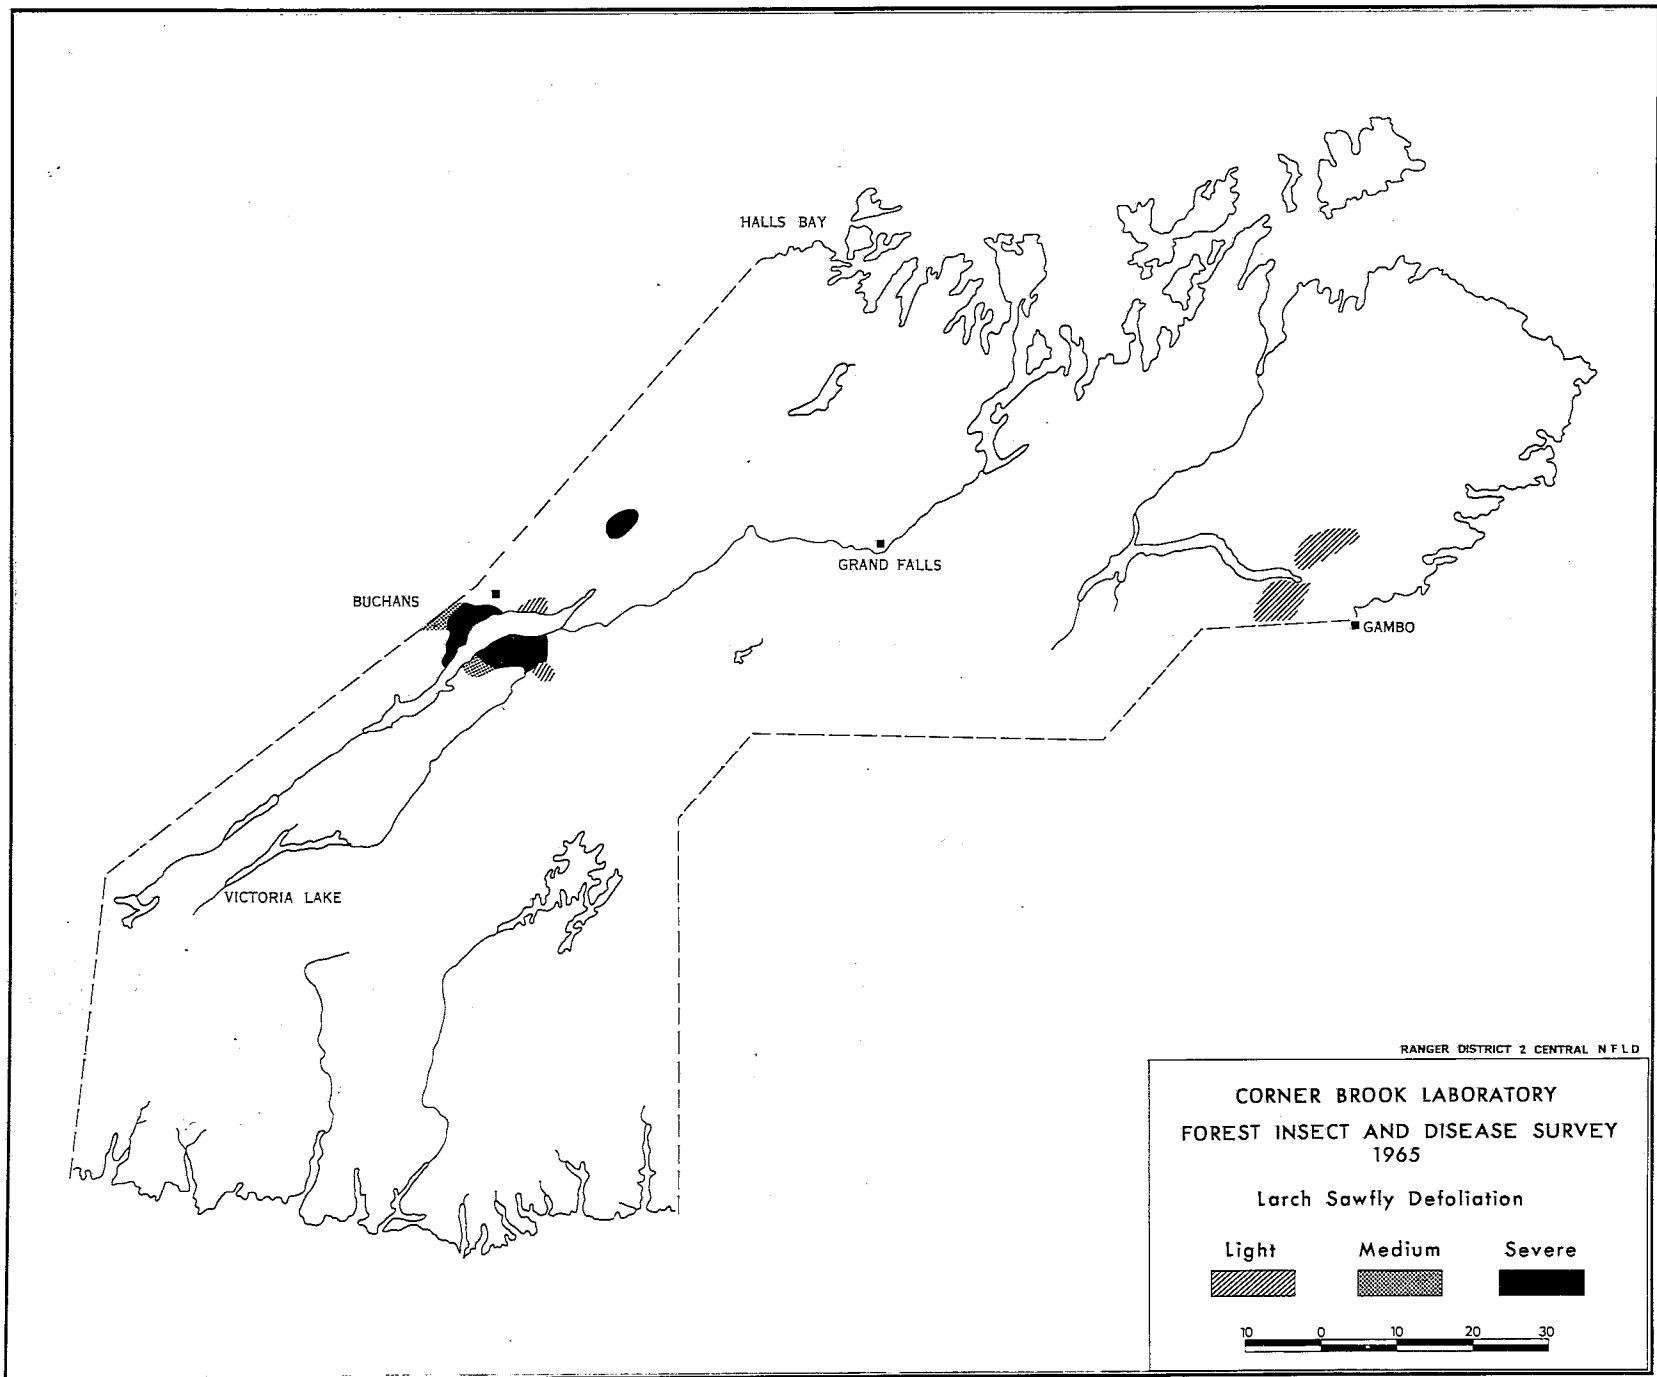 HALLS BAY
GRAND FALLS
BUCHANS
GAMBO
VICTORIA LAKE
RANGER DISTRICT 2 CENTRAL N F L D
CORNER BROOK LABORATORY
FOREST INSECT AND DISEASE SURVEY
1965
Larch Sawfly Defoliation
Light Medium Severe
10 0 10 20 30